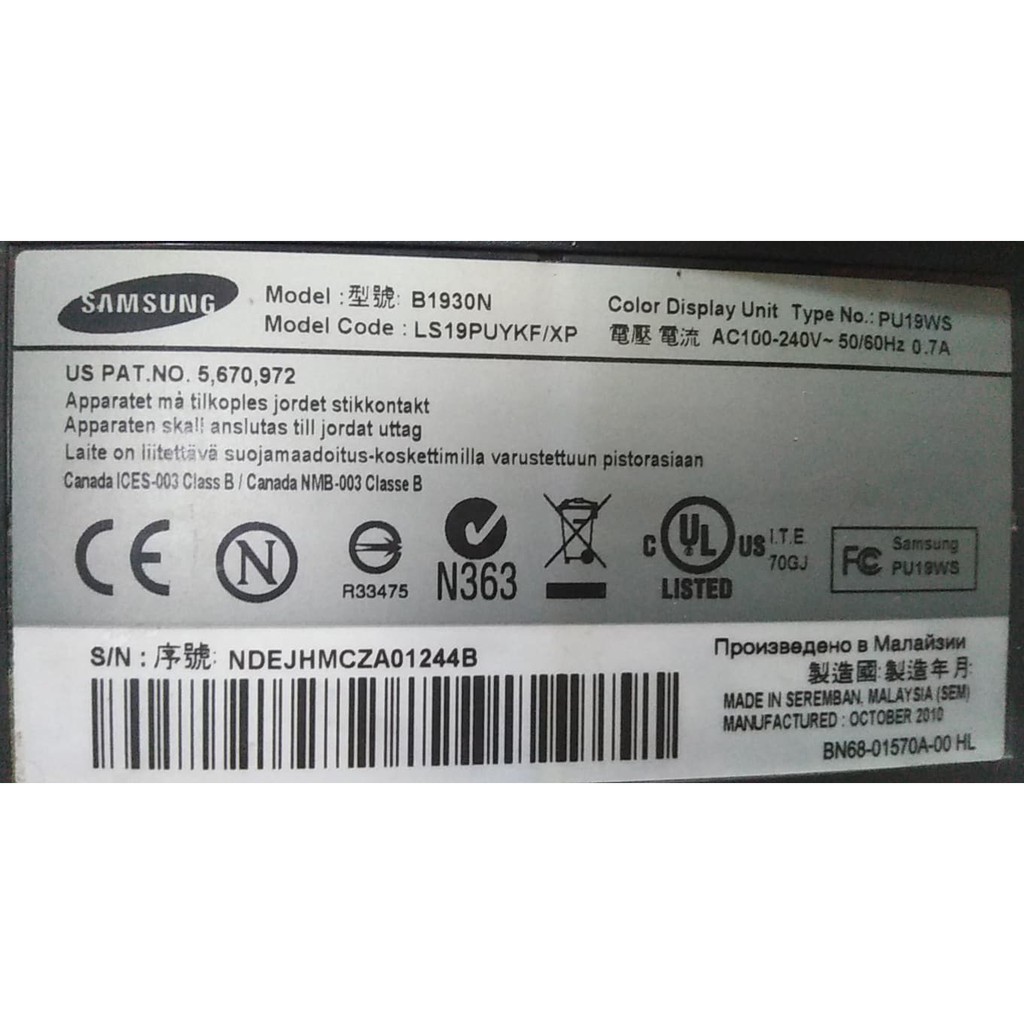 SAMSUNG
Model :型號: B1930N
Model Code : LS19PUYKF/XP
Color Display Unit Type No.: PU19WS
電壓 電流 AC100-240V~ 50/60Hz 0.7A
US PAT.NO. 5,670,972
Apparatet må tilkoples jordet stikkontakt
Apparaten skall anslutas till jordat uttag
Laite on liitettävä suojamaadoitus-koskettimilla varustettuun pistorasiaan
Canada ICES-003 Class B / Canada NMB-003 Classe B
CE
N
R33475
N363
c UL US
LISTED
I.T.E.
70GJ
FC
Samsung
PU19WS
S/N : 序號: NDEJHMCZA01244B
Произведено в Малайзии
製造國:製造年月:
MADE IN SEREMBAN, MALAYSIA (SEM)
MANUFACTURED : OCTOBER 2010
BN68-01570A-00 HL